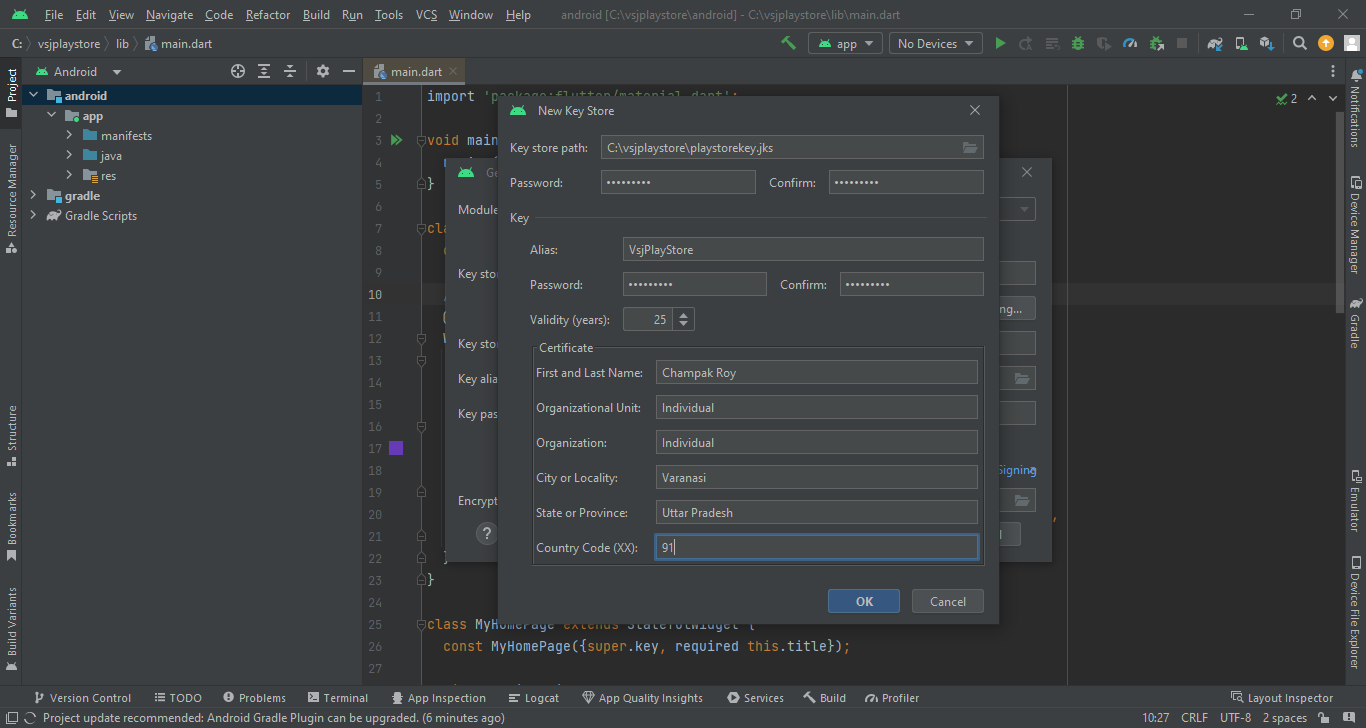 File Edit View Navigate Code Refactor Build Run Tools VCS Window Help android [C:\vsjplaystore\android] - C:\vsjplaystore\lib\main.dart
C: vsjplaystore lib main.dart app No Devices
Project
Resource Manager
Structure
Bookmarks
Build Variants
Android
android
app
manifests
java
res
gradle
Gradle Scripts
main.dart
2
1 import 'package:flutter/material.dart';
2
3 void main
4
5 }
6
7
8
9
10
11
12
13
14
15
16
17
18
19
20
21
22 }
23 }
24
25 class MyHomePage extends StatefulWidget {
26 const MyHomePage({super.key, required this.title});
27
Module
Key sto
Key sto
Key alia
Key pas
Encrypt
?
ng...
Signing
New Key Store
Key store path: C:\vsjplaystore\playstorekey.jks
Password: ••••••••• Confirm: •••••••••
Key
Alias: VsjPlayStore
Password: ••••••••• Confirm: •••••••••
Validity (years): 25
Certificate
First and Last Name: Champak Roy
Organizational Unit: Individual
Organization: Individual
City or Locality: Varanasi
State or Province: Uttar Pradesh
Country Code (XX): 91
OK Cancel
Notifications
Device Manager
Gradle
Emulator
Device File Explorer
Version Control TODO Problems Terminal App Inspection Logcat App Quality Insights Services Build Profiler Layout Inspector
Project update recommended: Android Gradle Plugin can be upgraded. (6 minutes ago) 10:27 CRLF UTF-8 2 spaces